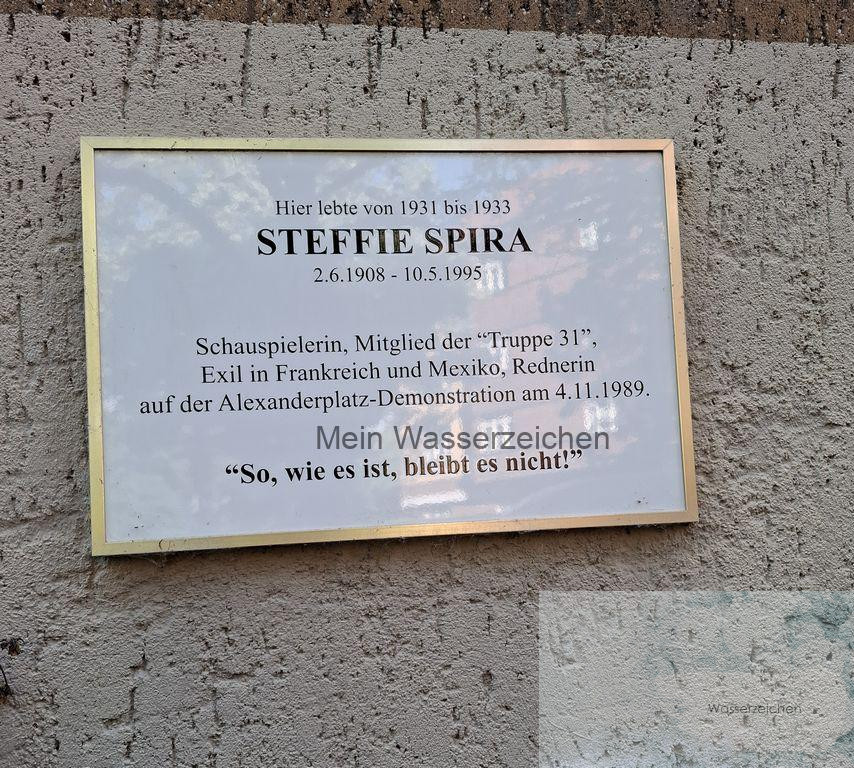 Hier lebte von 1931 bis 1933
STEFFIE SPIRA
2.6.1908 - 10.5.1995
Schauspielerin, Mitglied der “Truppe 31”,
Exil in Frankreich und Mexiko, Rednerin
auf der Alexanderplatz-Demonstration am 4.11.1989.
Mein Wasserzeichen
“So, wie es ist, bleibt es nicht!”
Wasserzeichen